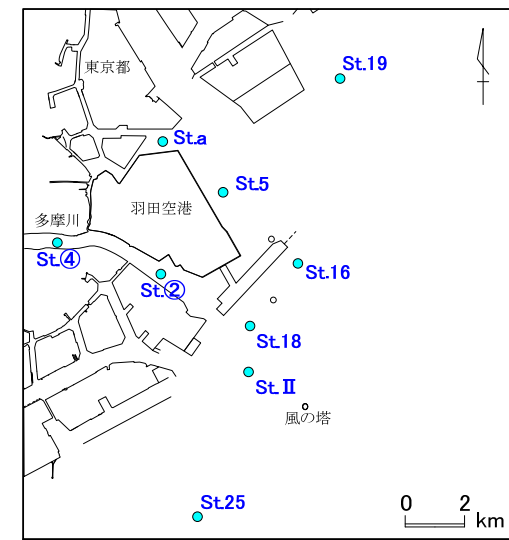 St.19
東京都
St.a
St.5
羽田空港
多摩川
St.④
St.16
St.②
St.18
St.Ⅱ
風の塔
St.25
0 2
km